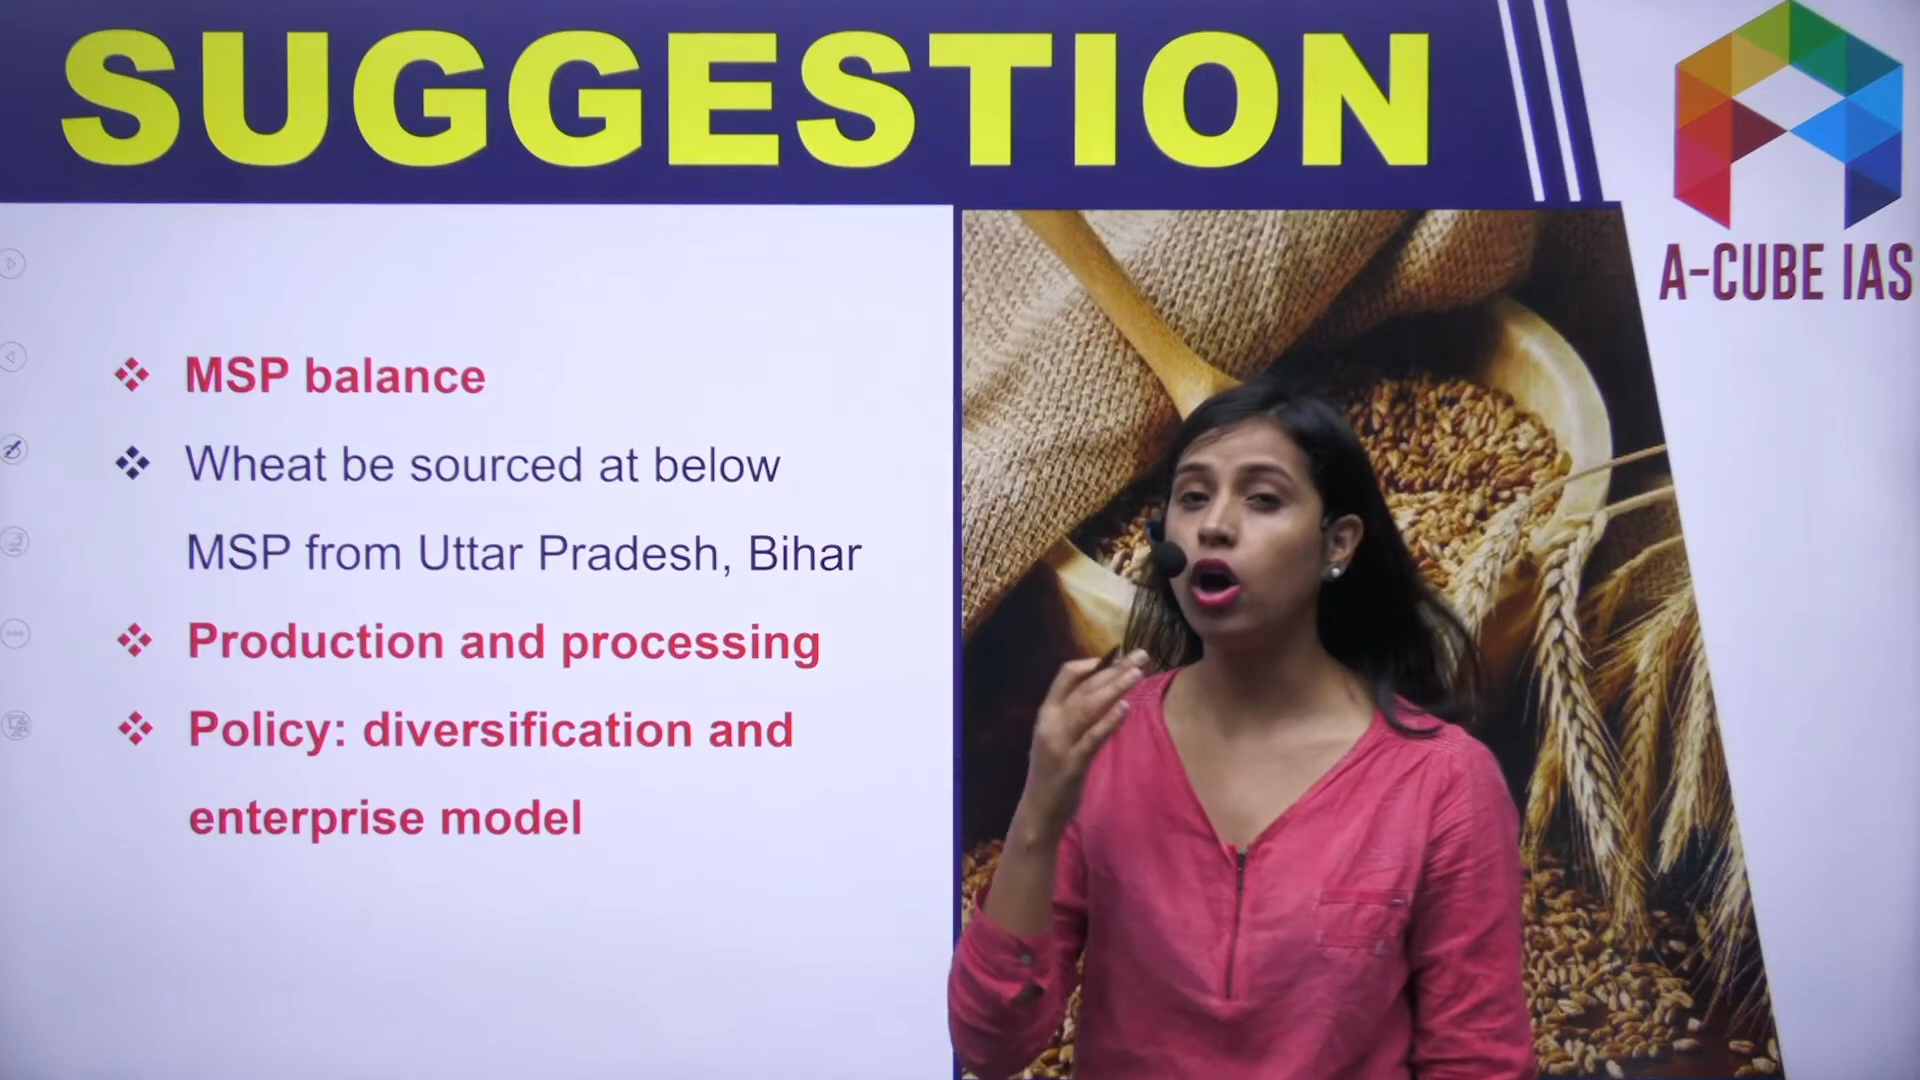 SUGGESTION
A-CUBE IAS
MSP balance
Wheat be sourced at below
MSP from Uttar Pradesh, Bihar
Production and processing
Policy: diversification and
enterprise model